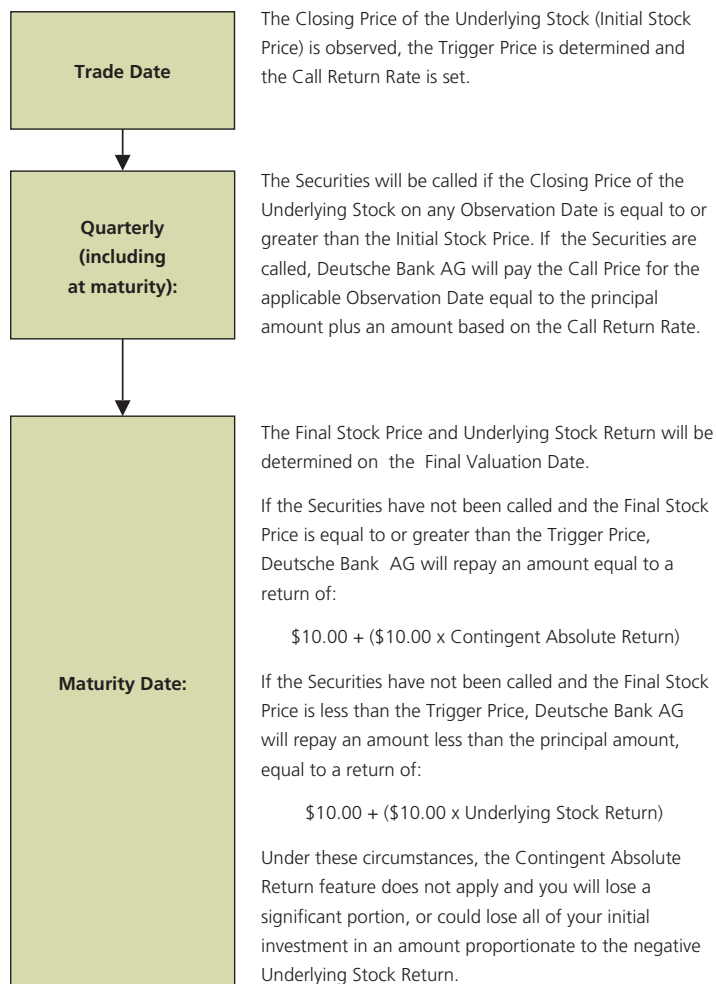 Trade Date
The Closing Price of the Underlying Stock (Initial Stock
Price) is observed, the Trigger Price is determined and
the Call Return Rate is set.
Quarterly
(including
at maturity):
The Securities will be called if the Closing Price of the
Underlying Stock on any Observation Date is equal to or
greater than the Initial Stock Price. If the Securities are
called, Deutsche Bank AG will pay the Call Price for the
applicable Observation Date equal to the principal
amount plus an amount based on the Call Return Rate.
Maturity Date:
The Final Stock Price and Underlying Stock Return will be
determined on the Final Valuation Date.
If the Securities have not been called and the Final Stock
Price is equal to or greater than the Trigger Price,
Deutsche Bank AG will repay an amount equal to a
return of:
$10.00 + ($10.00 x Contingent Absolute Return)
If the Securities have not been called and the Final Stock
Price is less than the Trigger Price, Deutsche Bank AG
will repay an amount less than the principal amount,
equal to a return of:
$10.00 + ($10.00 x Underlying Stock Return)
Under these circumstances, the Contingent Absolute
Return feature does not apply and you will lose a
significant portion, or could lose all of your initial
investment in an amount proportionate to the negative
Underlying Stock Return.